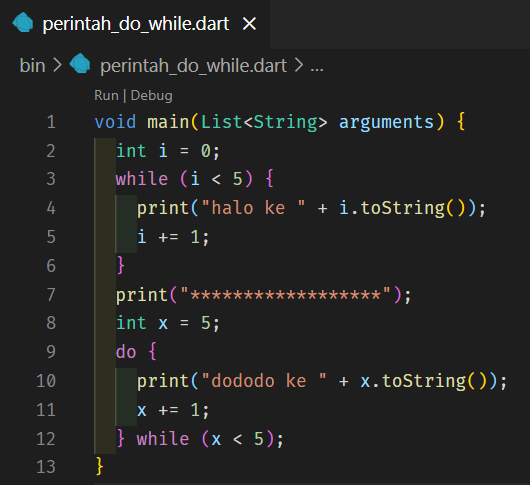 perintah_do_while.dart ×
bin > perintah_do_while.dart > ...
Run | Debug
1 void main(List<String> arguments) {
2 int i = 0;
3 while (i < 5) {
4 print("halo ke " + i.toString());
5 i += 1;
6 }
7 print("******************");
8 int x = 5;
9 do {
10 print("dododo ke " + x.toString());
11 x += 1;
12 } while (x < 5);
13 }